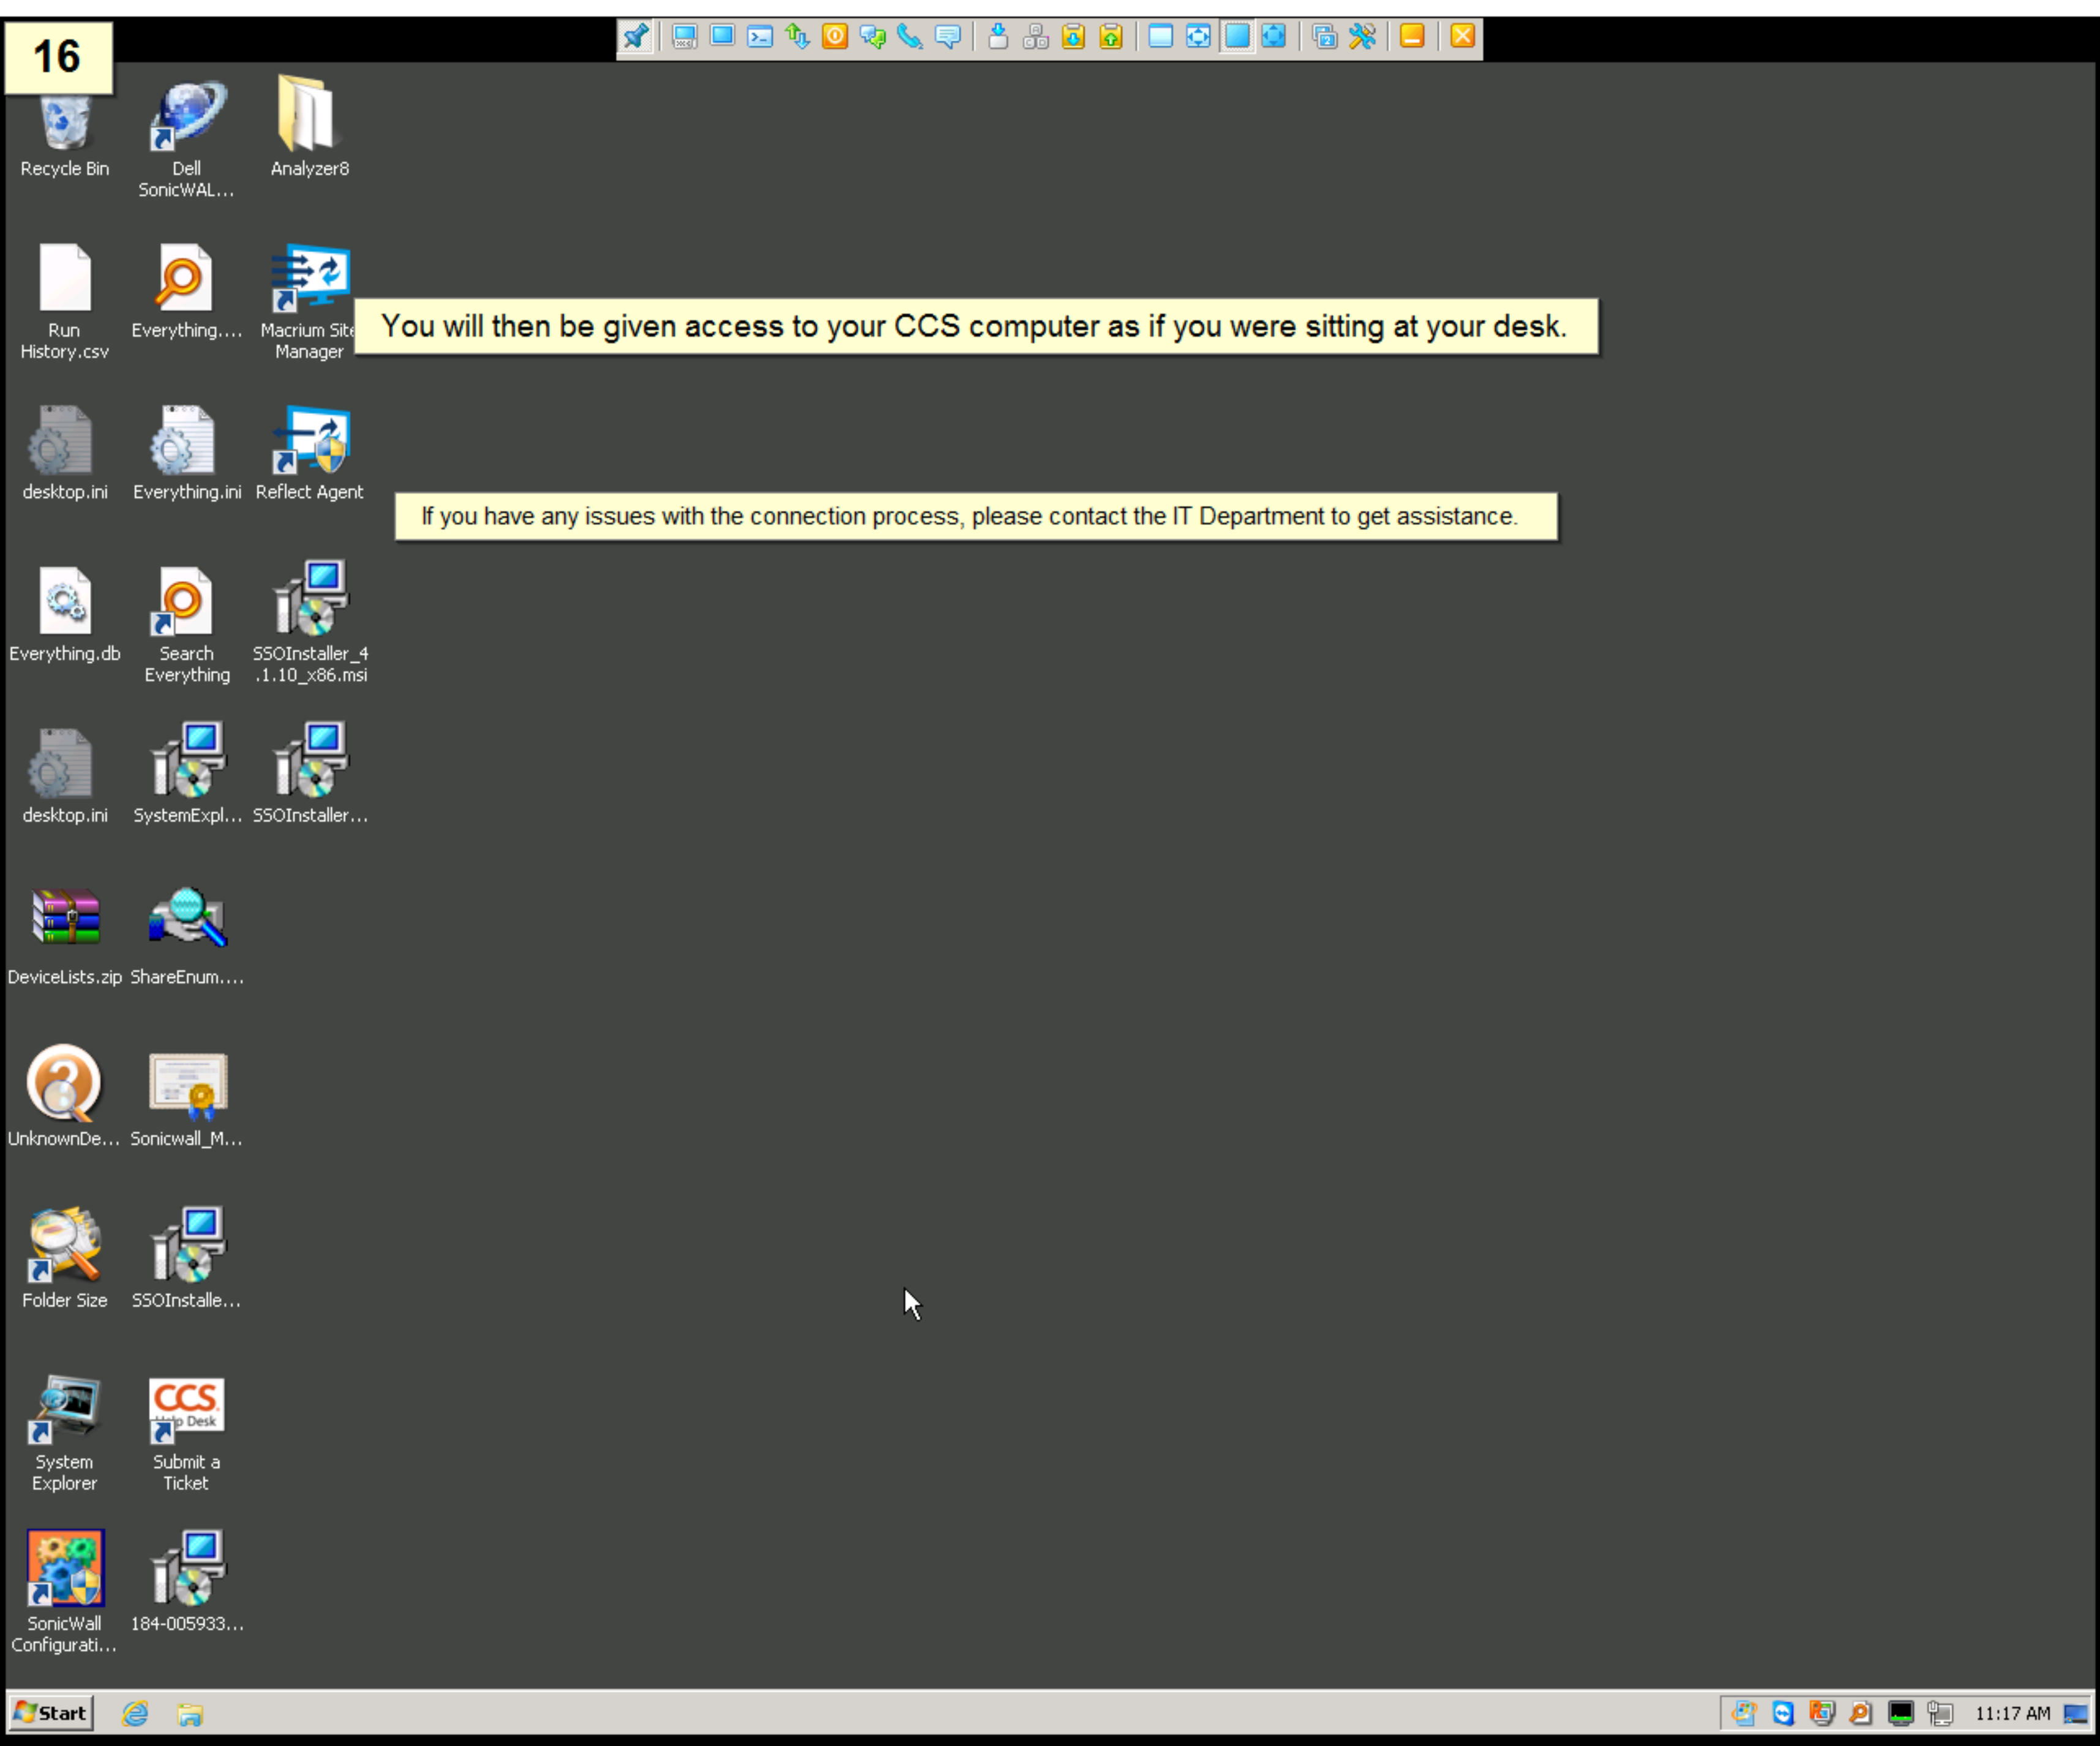 16
Recycle Bin
Dell
SonicWAL...
Analyzer8
Run
History.csv
Everything....
Macrium Site
Manager
You will then be given access to your CCS computer as if you were sitting at your desk.
desktop.ini
Everything.ini
Reflect Agent
If you have any issues with the connection process, please contact the IT Department to get assistance.
Everything.db
Search
Everything
SSOInstaller_4
.1.10_x86.msi
desktop.ini
SystemExpl...
SSOInstaller...
DeviceLists.zip
ShareEnum....
UnknownDe...
Sonicwall_M...
Folder Size
SSOInstalle...
System
Explorer
CCS
Help Desk
Submit a
Ticket
SonicWall
Configurati...
184-005933...
Start
11:17 AM